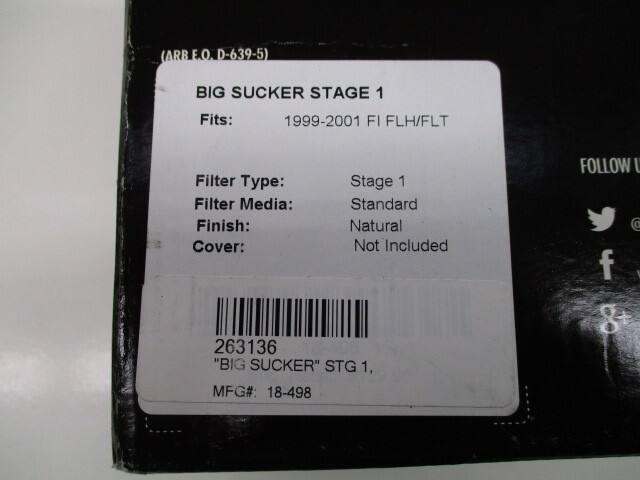 (ARB E.O. D-639-5)
BIG SUCKER STAGE 1
Fits: 1999-2001 FI FLH/FLT
Filter Type: Stage 1
Filter Media: Standard
Finish: Natural
Cover: Not Included
263136
"BIG SUCKER" STG 1,
MFG#: 18-498
FOLLOW U
@
f
g+